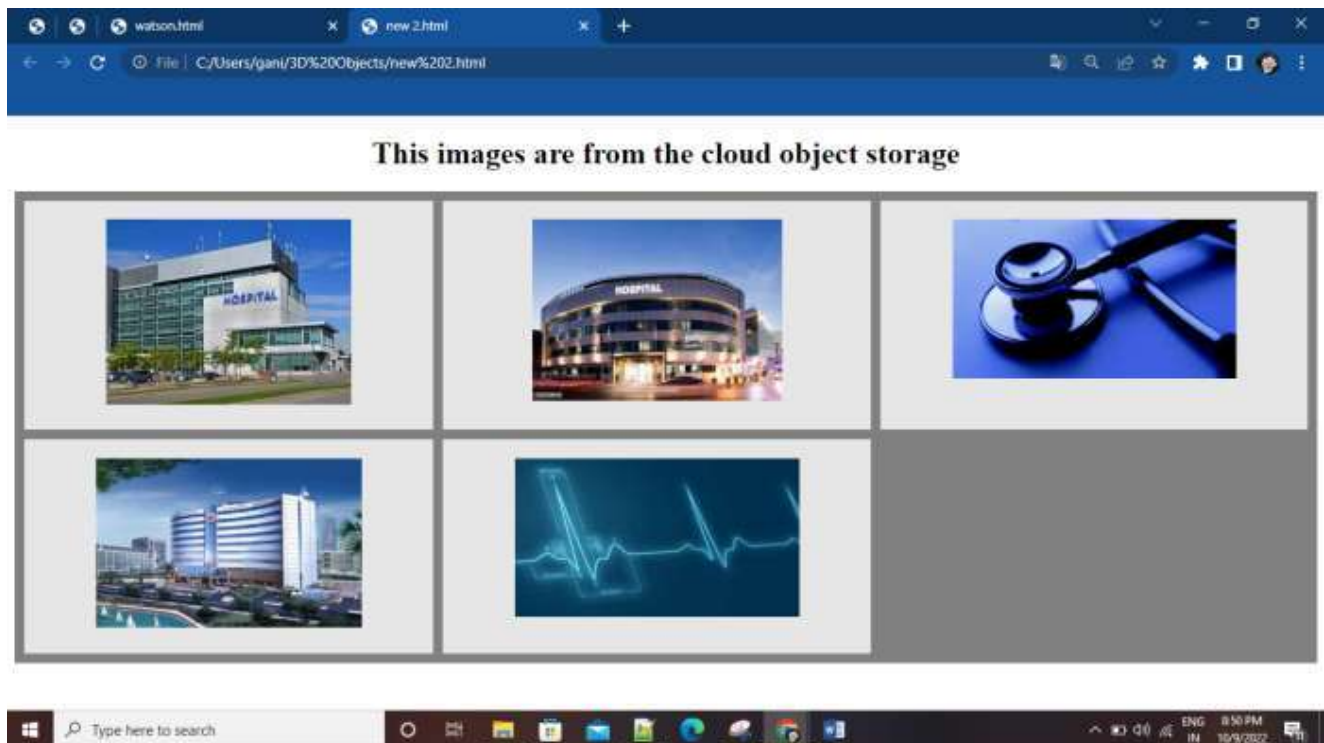 watson.html
new 2.html
File | C:/Users/gani/3D%20Objects/new%202.html
This images are from the cloud object storage
HOSPITAL
HOSPITAL
Type here to search
ENG
IN
8:50 PM
10/9/2022